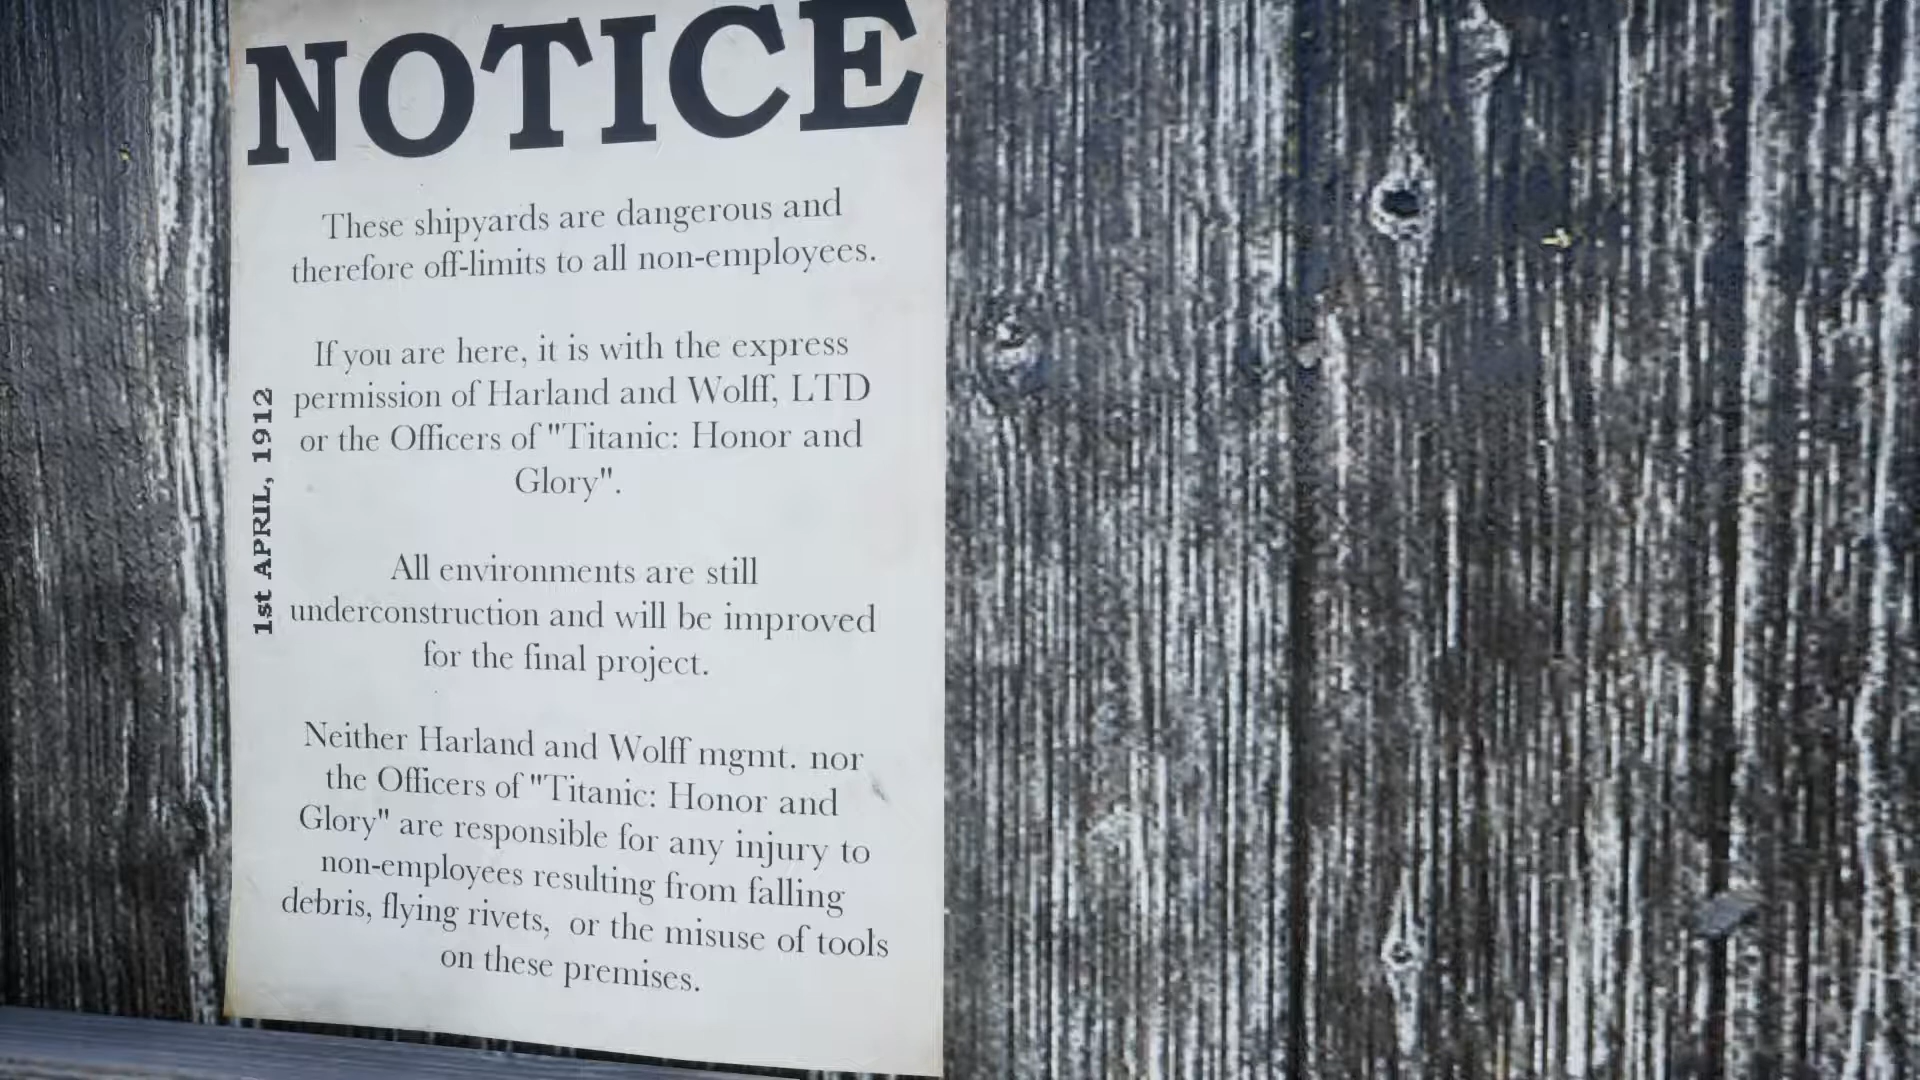 NOTICE
These shipyards are dangerous and
therefore off-limits to all non-employees.
If you are here, it is with the express
permission of Harland and Wolff, LTD
or the Officers of "Titanic: Honor and
Glory".
All environments are still
underconstruction and will be improved
for the final project.
Neither Harland and Wolff mgmt. nor
the Officers of "Titanic: Honor and
Glory" are responsible for any injury to
non-employees resulting from falling
debris, flying rivets, or the misuse of tools
on these premises.
1st APRIL, 1912